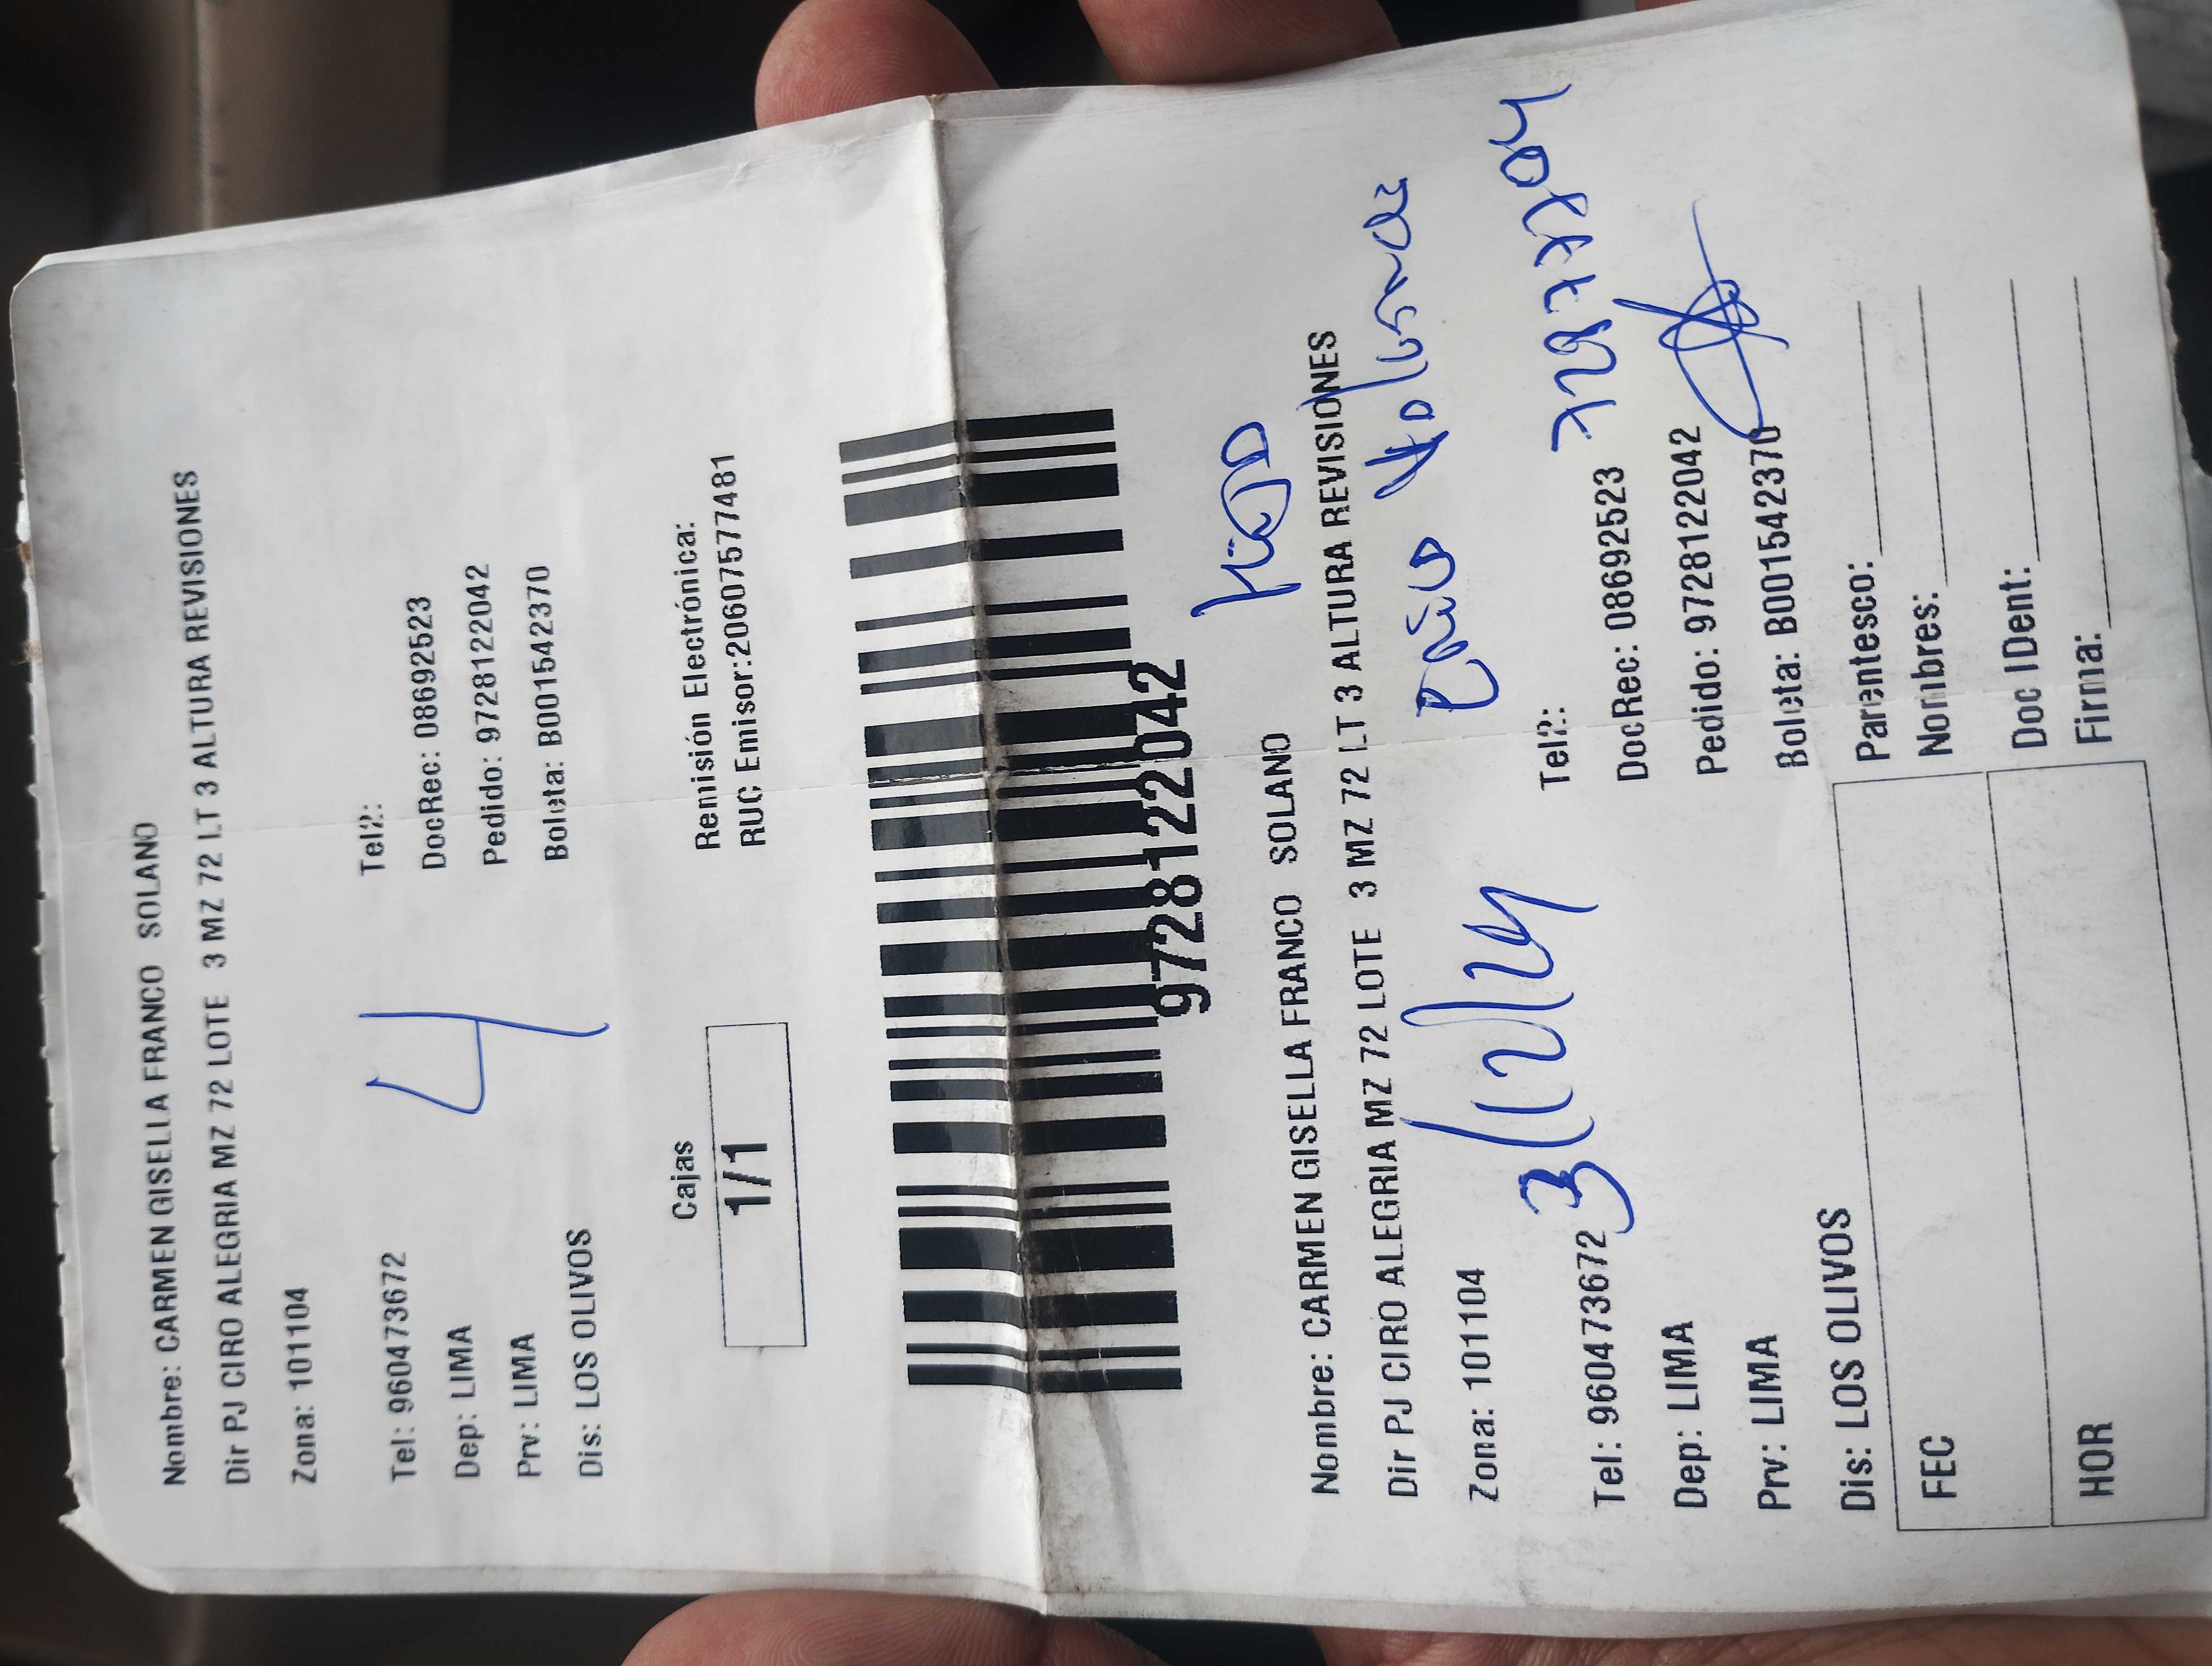 Nombre: CARMEN GISELLA FRANCO SOLANO
Dir PJ CIRO ALEGRIA MZ 72 LOTE 3 MZ 72 LT 3 ALTURA REVISIONES
Zona: 101104
Tel: 960473672 Tel2:
4
Dep: LIMA DocRec: 08692523
Prv: LIMA Pedido: 9728122042
Dis: LOS OLIVOS Boleta: B001542370
Cajas Remisión Electrónica:
1/1 RUC Emisor:20607577481
9728122042
Nombre: CARMEN GISELLA FRANCO SOLANO
Dir PJ CIRO ALEGRIA MZ 72 LOTE 3 MZ 72 LT 3 ALTURA REVISIONES
Zona: 101104
3/12/24
Tel: 960473672 Tel2:
Dep: LIMA DocRec: 08692523
Prv: LIMA Pedido: 9728122042
Dis: LOS OLIVOS Boleta: B001542370
FEC Parentesco:
Nombres:
HOR Doc IDent:
Firma: